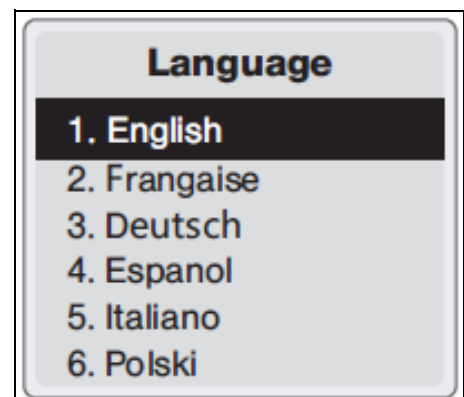 Language
1. English
2. Frangaise
3. Deutsch
4. Espanol
5. Italiano
6. Polski